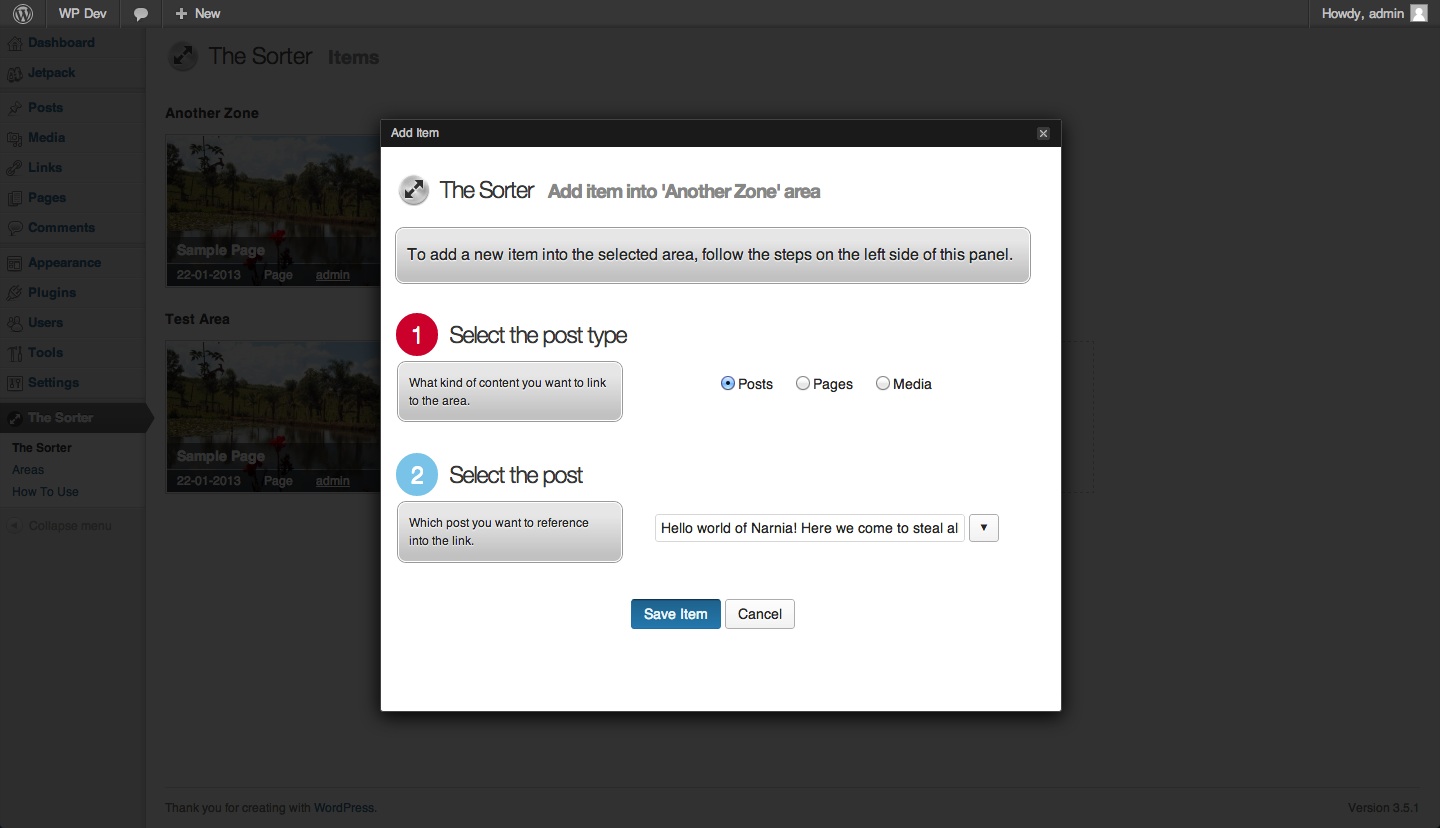 WP Dev
New
Howdy, admin
Dashboard
Jetpack
Posts
Media
Links
Pages
Comments
Appearance
Plugins
Users
Tools
Settings
The Sorter
The Sorter
Areas
How To Use
Collapse menu
The Sorter Items
Another Zone
Sample Page
22-01-2013 Page admin
Test Area
Sample Page
22-01-2013 Page admin
Add Item
The Sorter Add item into 'Another Zone' area
To add a new item into the selected area, follow the steps on the left side of this panel.
1 Select the post type
What kind of content you want to link
to the area.
Posts Pages Media
2 Select the post
Which post you want to reference
into the link.
Hello world of Narnia! Here we come to steal al
Save Item Cancel
Thank you for creating with WordPress.
Version 3.5.1